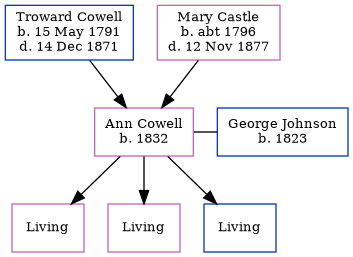 Troward Cowell
b. 15 May 1791
d. 14 Dec 1871
Mary Castle
b. abt 1796
d. 12 Nov 1877
Ann Cowell
b. 1832
George Johnson
b. 1823
Living
Living
Living